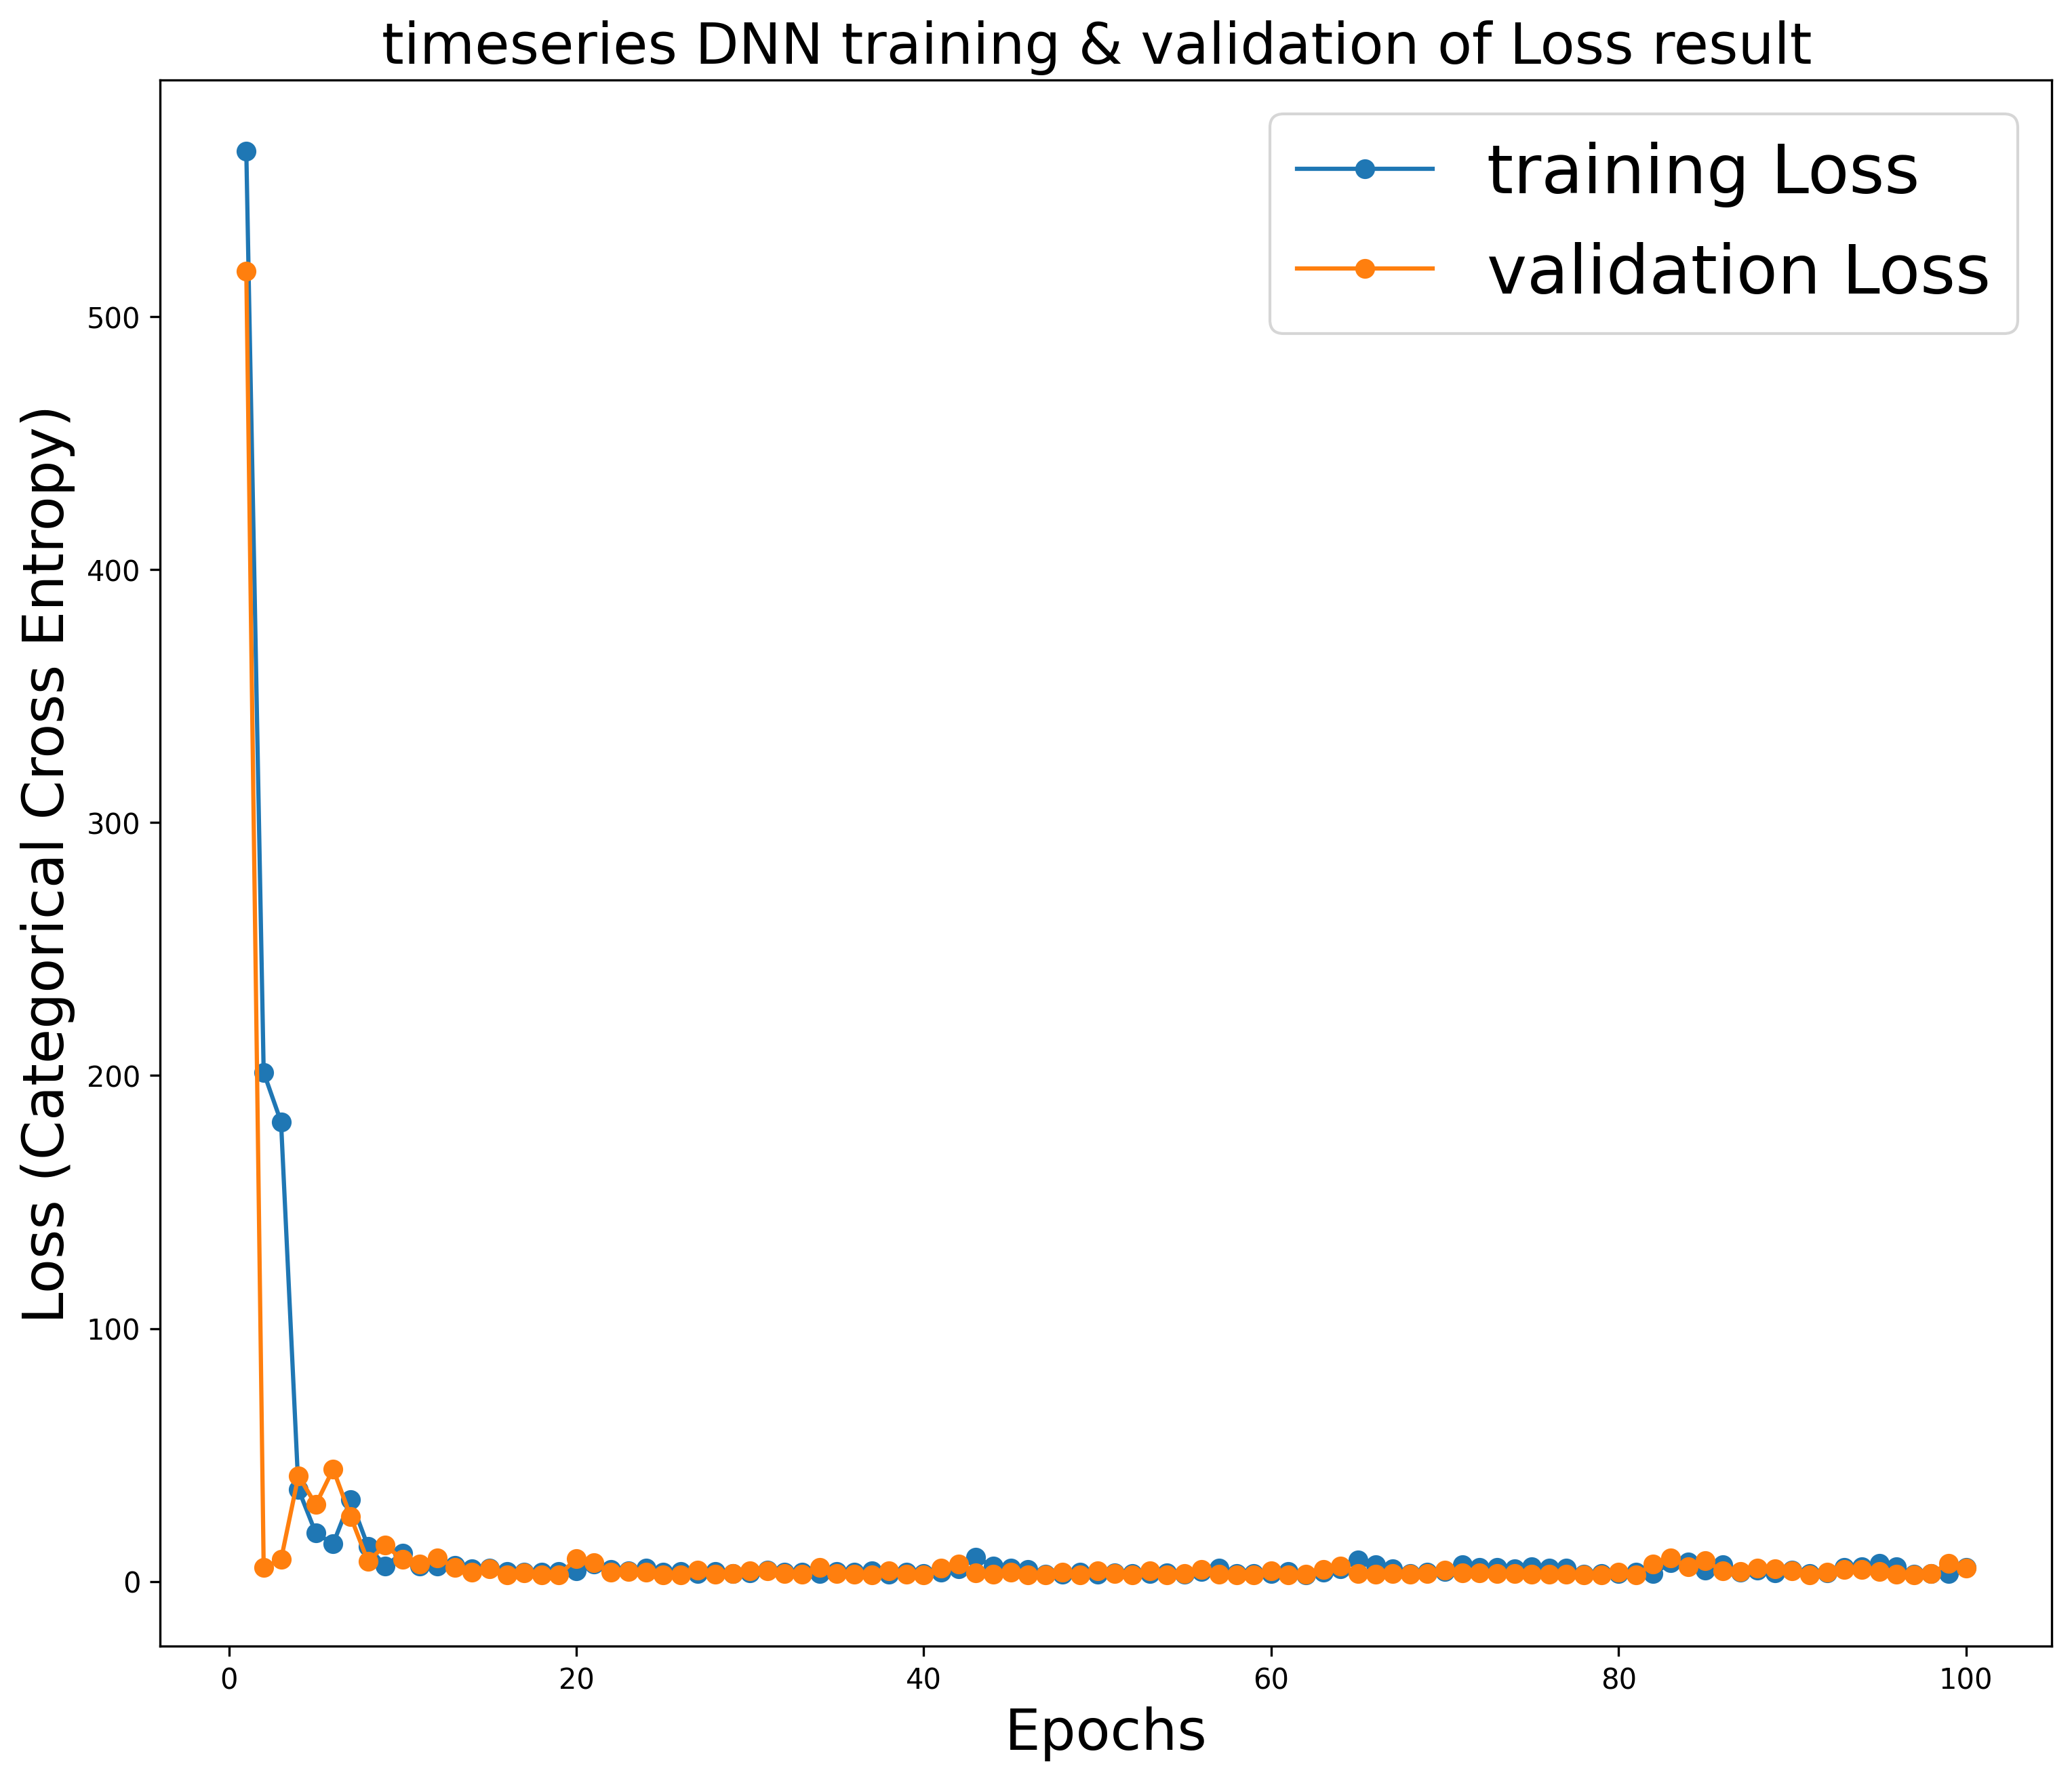 timeseries DNN training & validation of Loss result
training Loss
validation Loss
Loss (Categorical Cross Entropy)
500
400
300
200
100
0
0 20 40 60 80 100
Epochs